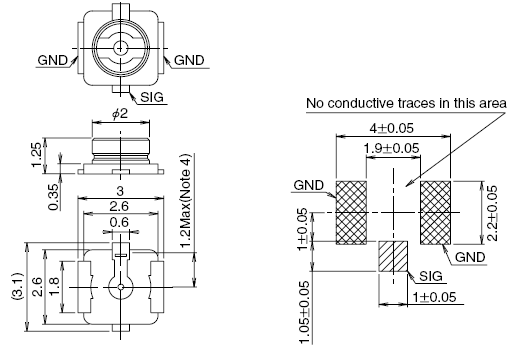 GND
GND
SIG
No conductive traces in this area
ϕ2
4±0.05
1.9±0.05
1.25
0.35
GND
3
2.6
0.6
1.2Max(Note 4)
1±0.05
2.2±0.05
GND
SIG
(3.1)
2.6
1.8
1±0.05
1.05±0.05